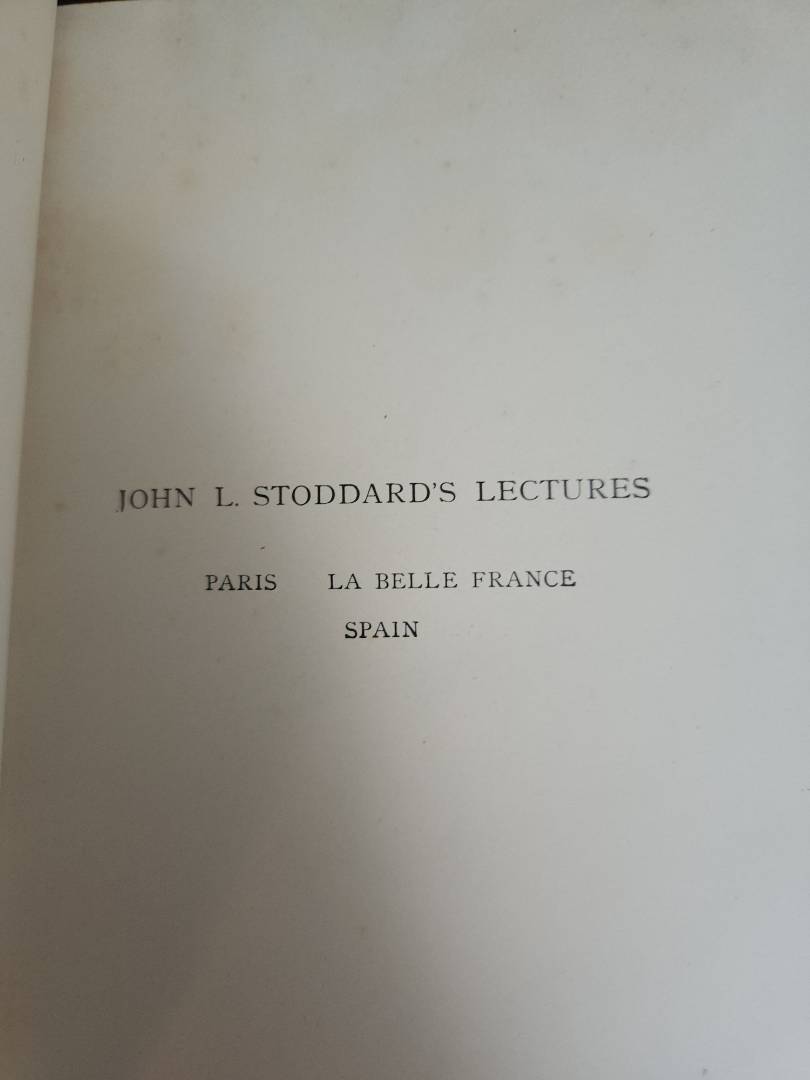 JOHN L. STODDARD'S LECTURES
PARIS LA BELLE FRANCE
SPAIN